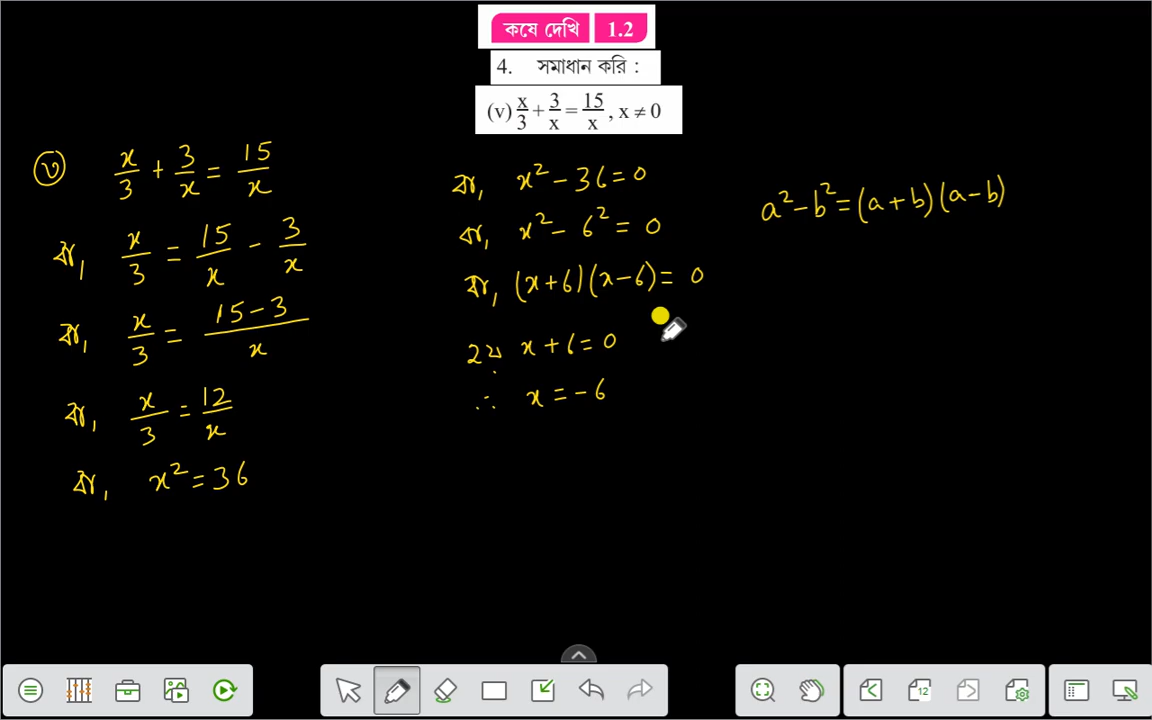 কষে দেখি 1.2
4. সমাধান করি :
(v) x/3 + 3/x = 15/x , x ≠ 0
(v) x/3 + 3/x = 15/x
বা, x/3 = 15/x - 3/x
বা, x/3 = (15-3)/x
বা, x/3 = 12/x
বা, x² = 36
বা, x² - 36 = 0
বা, x² - 6² = 0
বা, (x+6)(x-6) = 0
হয় x + 6 = 0
∴ x = -6
a² - b² = (a+b)(a-b)
12